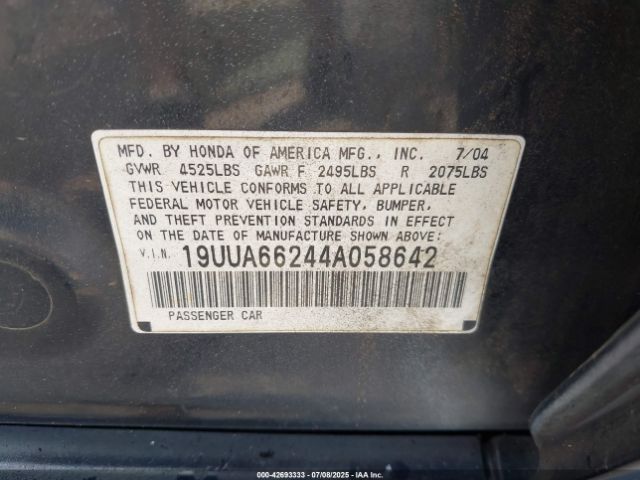 MFD. BY HONDA OF AMERICA MFG., INC. 7/04
GVWR 4525LBS GAWR F 2495LBS R 2075LBS
THIS VEHICLE CONFORMS TO ALL APPLICABLE
FEDERAL MOTOR VEHICLE SAFETY, BUMPER,
AND THEFT PREVENTION STANDARDS IN EFFECT
ON THE DATE OF MANUFACTURE SHOWN ABOVE:
V.I.N. 19UUA66244A058642
PASSENGER CAR
000-42693333 - 07/08/2025 - IAA Inc.